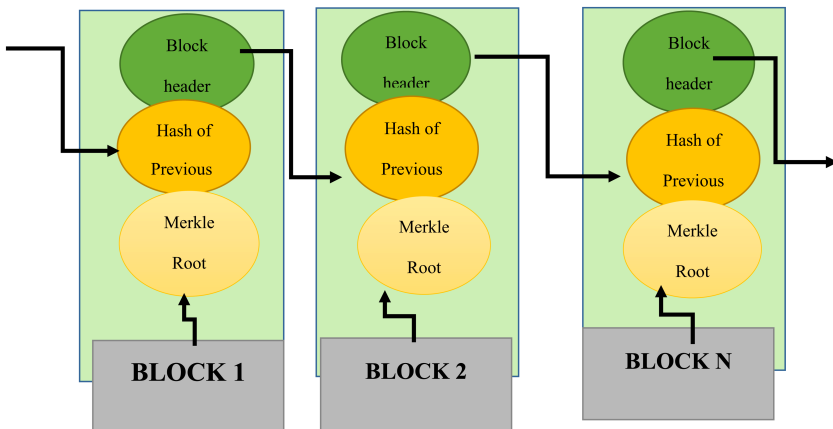 Block
header
Hash of
Previous
Merkle
Root
BLOCK 1
Block
header
Hash of
Previous
Merkle
Root
BLOCK 2
Block
header
Hash of
Previous
Merkle
Root
BLOCK N